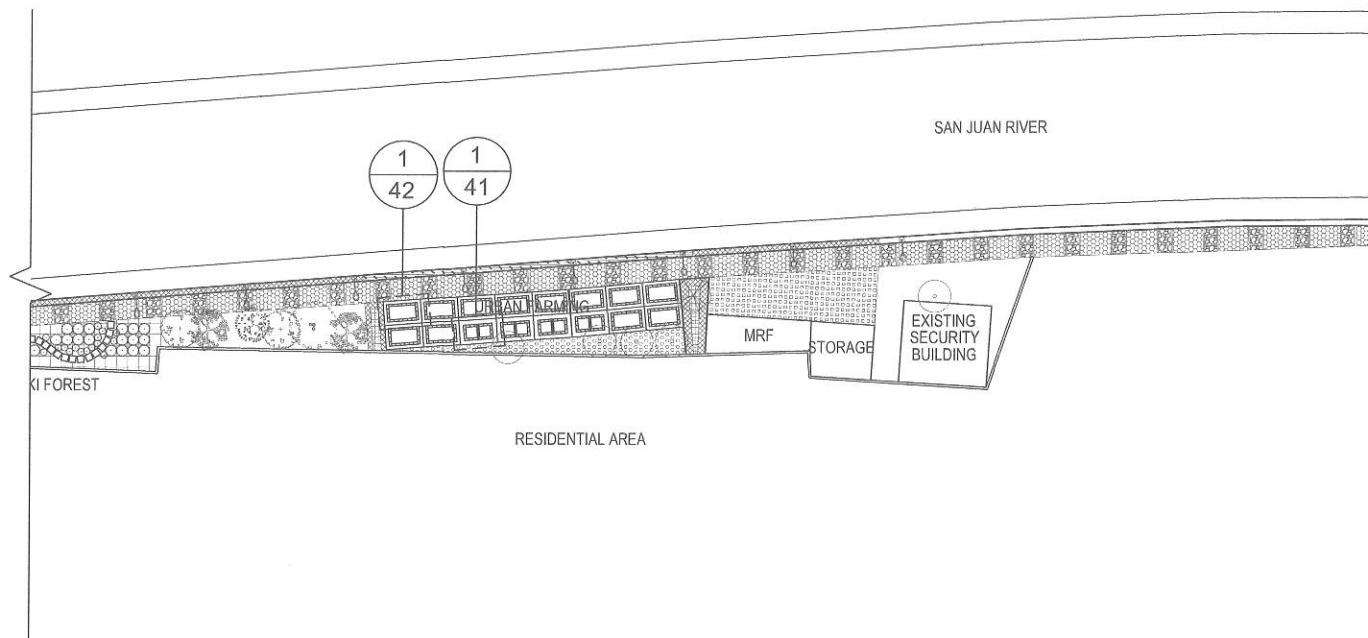 SAN JUAN RIVER
1
42
1
41
URBAN FARMING
MRF
STORAGE
EXISTING
SECURITY
BUILDING
KI FOREST
RESIDENTIAL AREA